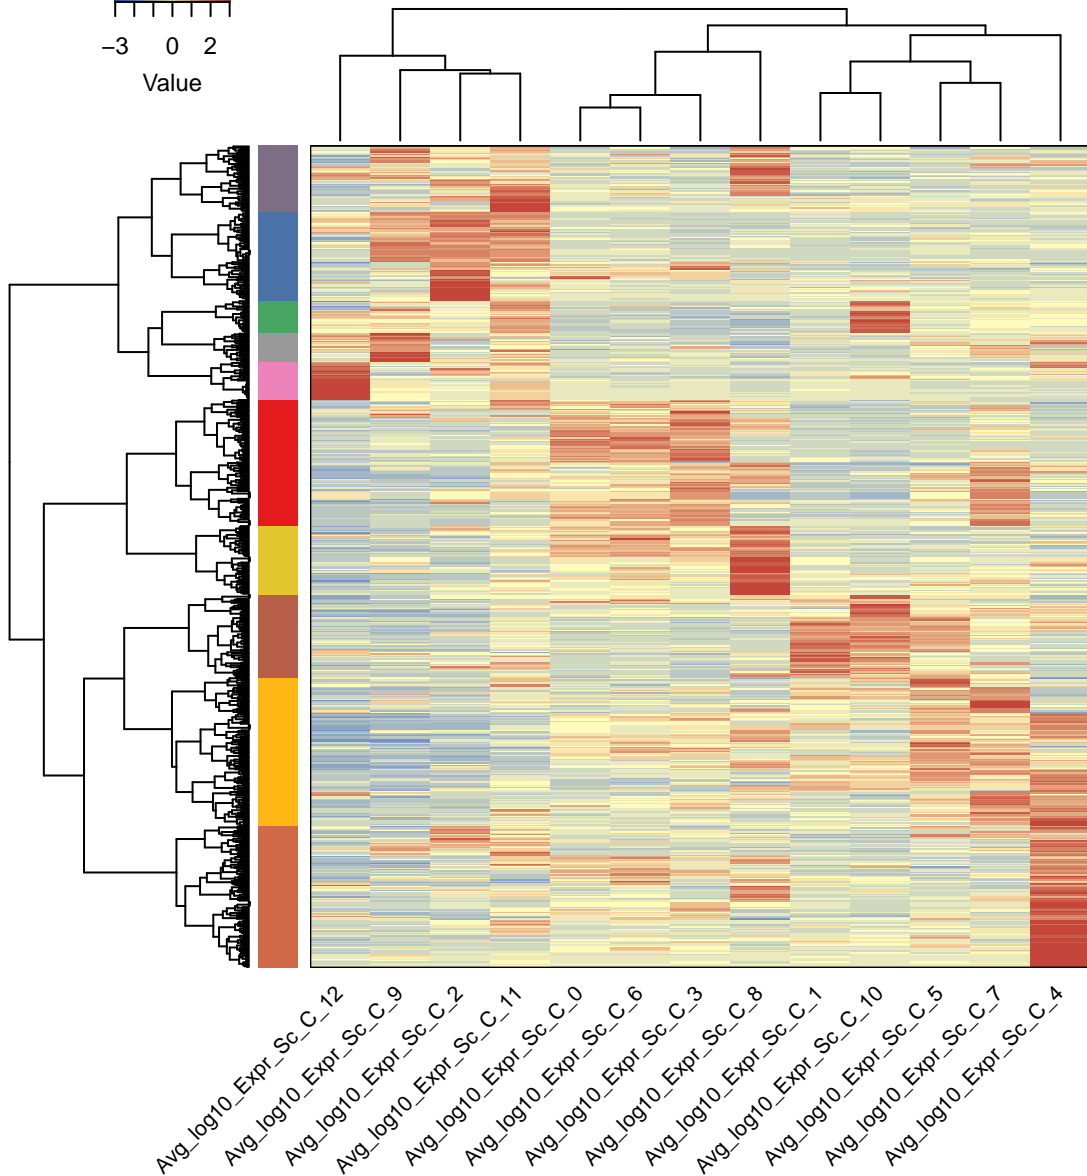 −3 0 2
Value
Avg_log10_Expr_Sc_C_12
Avg_log10_Expr_Sc_C_9
Avg_log10_Expr_Sc_C_2
Avg_log10_Expr_Sc_C_11
Avg_log10_Expr_Sc_C_0
Avg_log10_Expr_Sc_C_6
Avg_log10_Expr_Sc_C_3
Avg_log10_Expr_Sc_C_8
Avg_log10_Expr_Sc_C_1
Avg_log10_Expr_Sc_C_10
Avg_log10_Expr_Sc_C_5
Avg_log10_Expr_Sc_C_7
Avg_log10_Expr_Sc_C_4